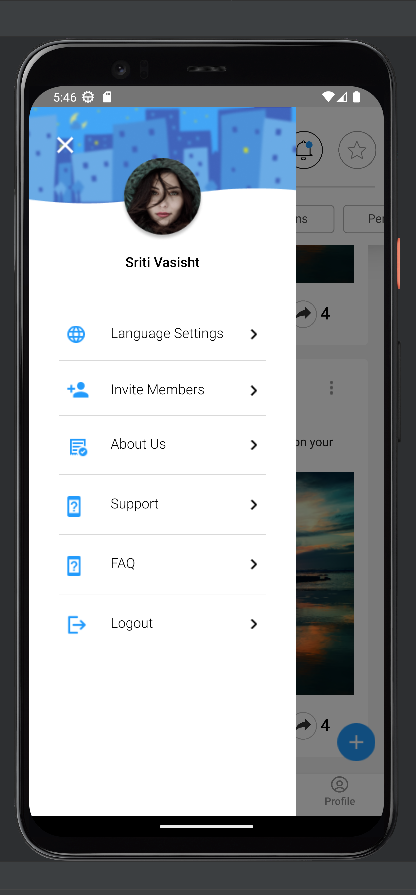 5:46
ns
Per
Sriti Vasisht
4
Language Settings
Invite Members
About Us
on your
Support
FAQ
Logout
4
Profile